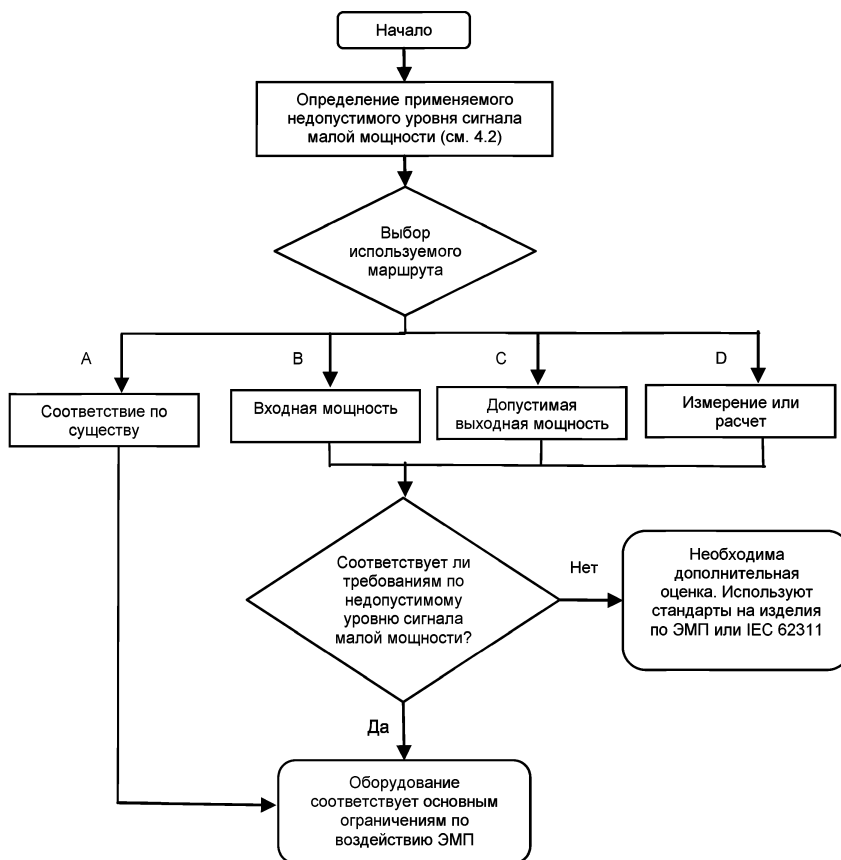 Начало
Определение применяемого
недопустимого уровня сигнала
малой мощности (см. 4.2)
Выбор
используемого
маршрута
A
B
C
D
Соответствие по
существу
Входная мощность
Допустимая
выходная мощность
Измерение или
расчет
Соответствует ли
требованиям по
недопустимому
уровню сигнала
малой мощности?
Нет
Необходима
дополнительная
оценка. Используют
стандарты на изделия
по ЭМП или IEC 62311
Да
Оборудование
соответствует основным
ограничениям по
воздействию ЭМП